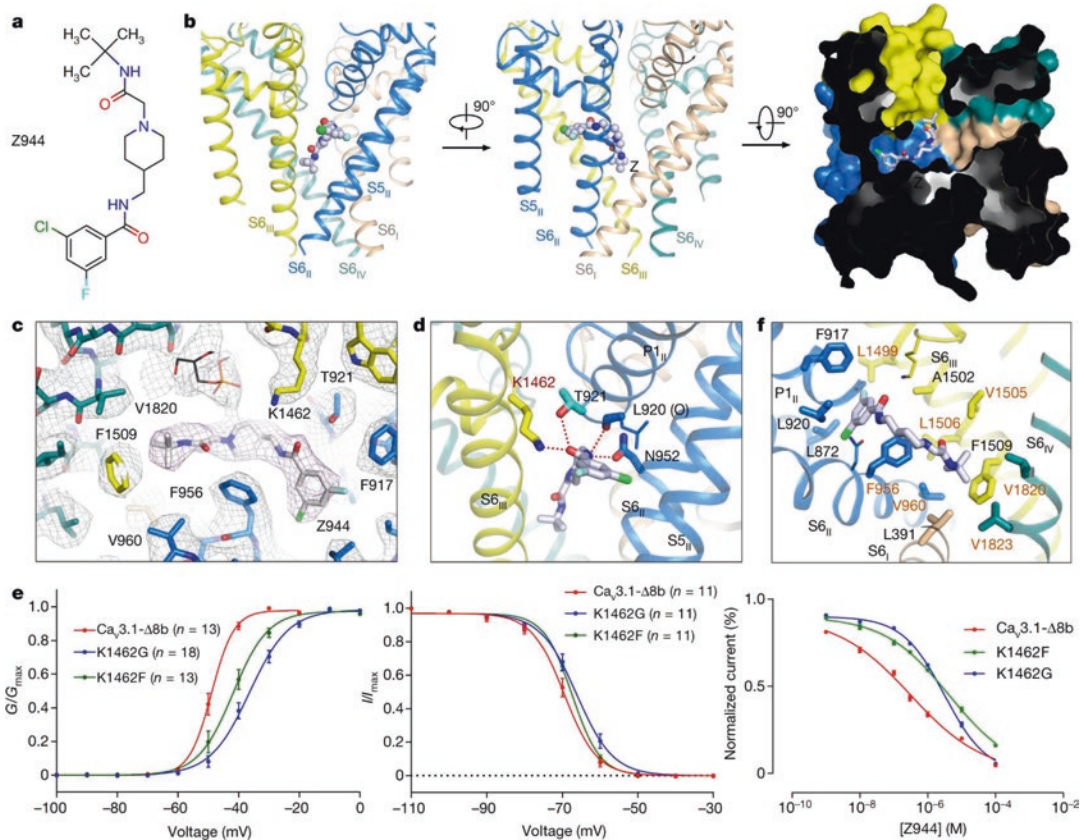 a
CH₃
H₃C
CH₃
H₃C
NH
O
N
Z944
NH
Cl
O
F
b
S6III
S6II
S6IV
S5II
S6I
90°
Z
S5II
S6II
S6I
S6III
S6IV
90°
Z
c
V1820
T921
K1462
F1509
F956
F917
V960
Z944
d
P1II
K1462
T921
L920 (O)
N952
S6III
S6II
S5II
f
F917
L1499
S6III
A1502
P1II
V1505
L920
L1506
S6IV
L872
F1509
F956
V1820
V960
S6II
L391
S6I
V1823
e
G/Gmax
1.0
0.8
0.6
0.4
0.2
0
Cav3.1-Δ8b (n = 13)
K1462G (n = 18)
K1462F (n = 13)
−100 −80 −60 −40 −20 0
Voltage (mV)
I/Imax
1.0
0.8
0.6
0.4
0.2
0
Cav3.1-Δ8b (n = 11)
K1462G (n = 11)
K1462F (n = 11)
−110 −90 −70 −50 −30
Voltage (mV)
Normalized current (%)
1.0
0.5
0
Cav3.1-Δ8b
K1462F
K1462G
10⁻¹⁰ 10⁻⁸ 10⁻⁶ 10⁻⁴ 10⁻²
[Z944] (M)